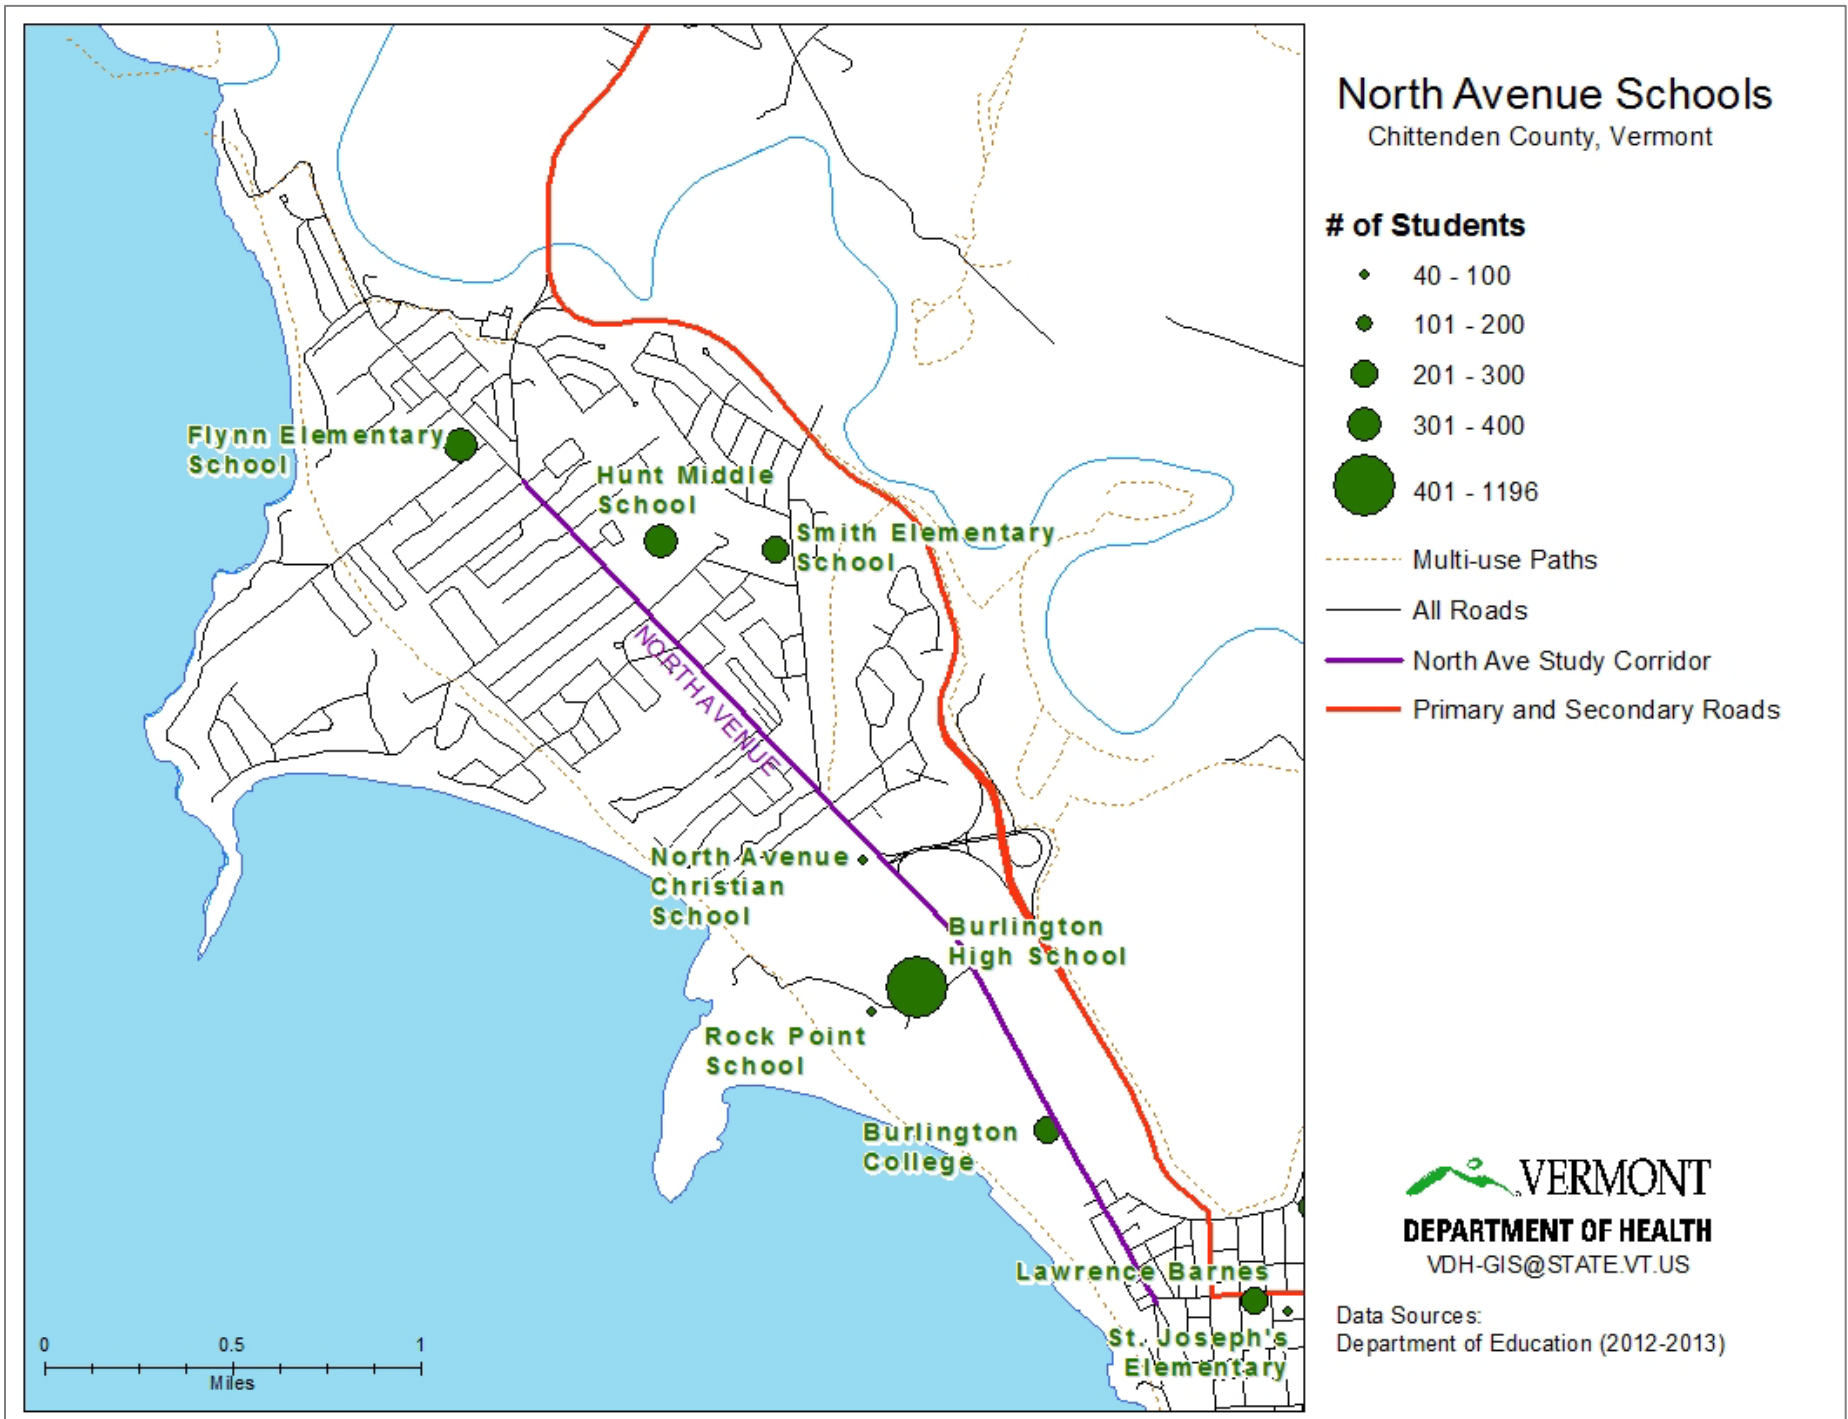 North Avenue Schools
Chittenden County, Vermont
# of Students
40 - 100
101 - 200
201 - 300
301 - 400
401 - 1196
Multi-use Paths
All Roads
North Ave Study Corridor
Primary and Secondary Roads
Flynn Elementary
School
Hunt Middle
School
Smith Elementary
School
NORTH AVENUE
North Avenue
Christian
School
Burlington
High School
Rock Point
School
Burlington
College
Lawrence Barnes
St. Joseph's
Elementary
0 0.5 1
Miles
VERMONT
DEPARTMENT OF HEALTH
VDH-GIS@STATE.VT.US
Data Sources:
Department of Education (2012-2013)